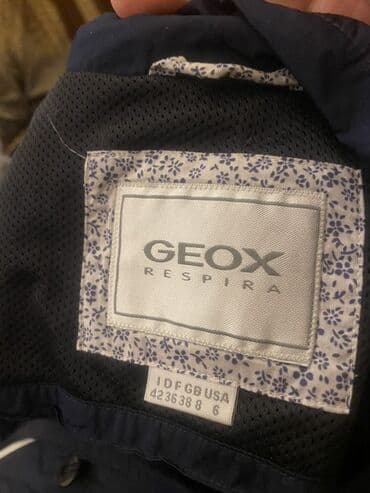 GEOX
RESPIRA
I D F GB USA
42 36 38 8 6